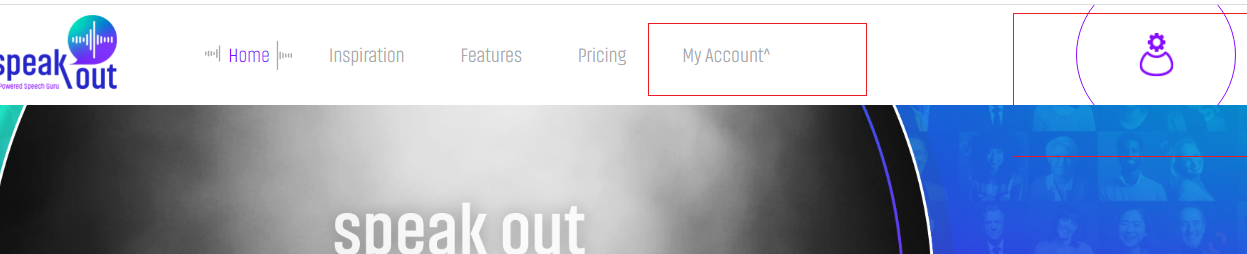 speak out
Powered Speech Guru
Home Inspiration Features Pricing My Account^
speak out